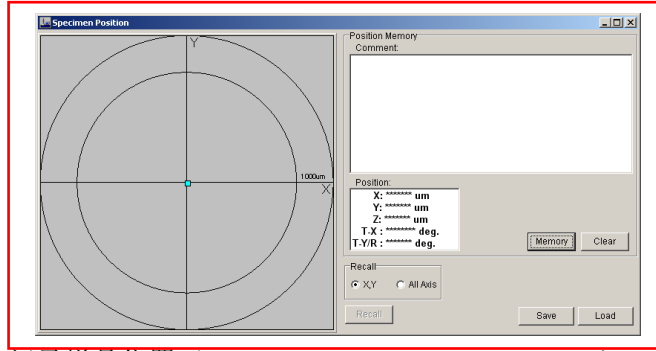 Specimen Position
Y
1000um
X
Position Memory
Comment:
Position:
X: ******* um
Y: ******* um
Z: ******* um
T-X : ******** deg.
T-Y/R : ******* deg.
Memory
Clear
Recall
X,Y
All Axis
Recall
Save
Load